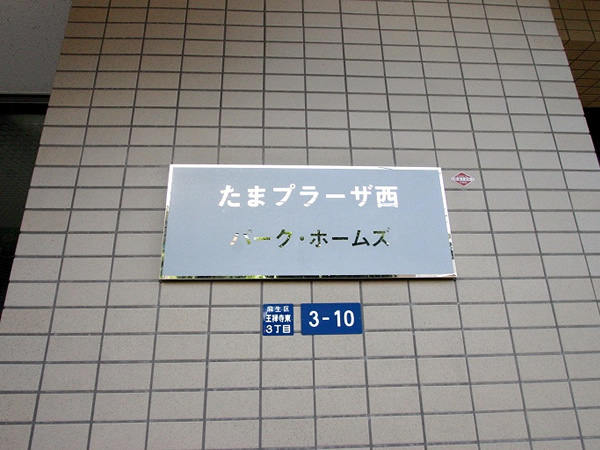 たまプラーザ西
パーク・ホームズ
麻生区
王禅寺東
3丁目
3-10